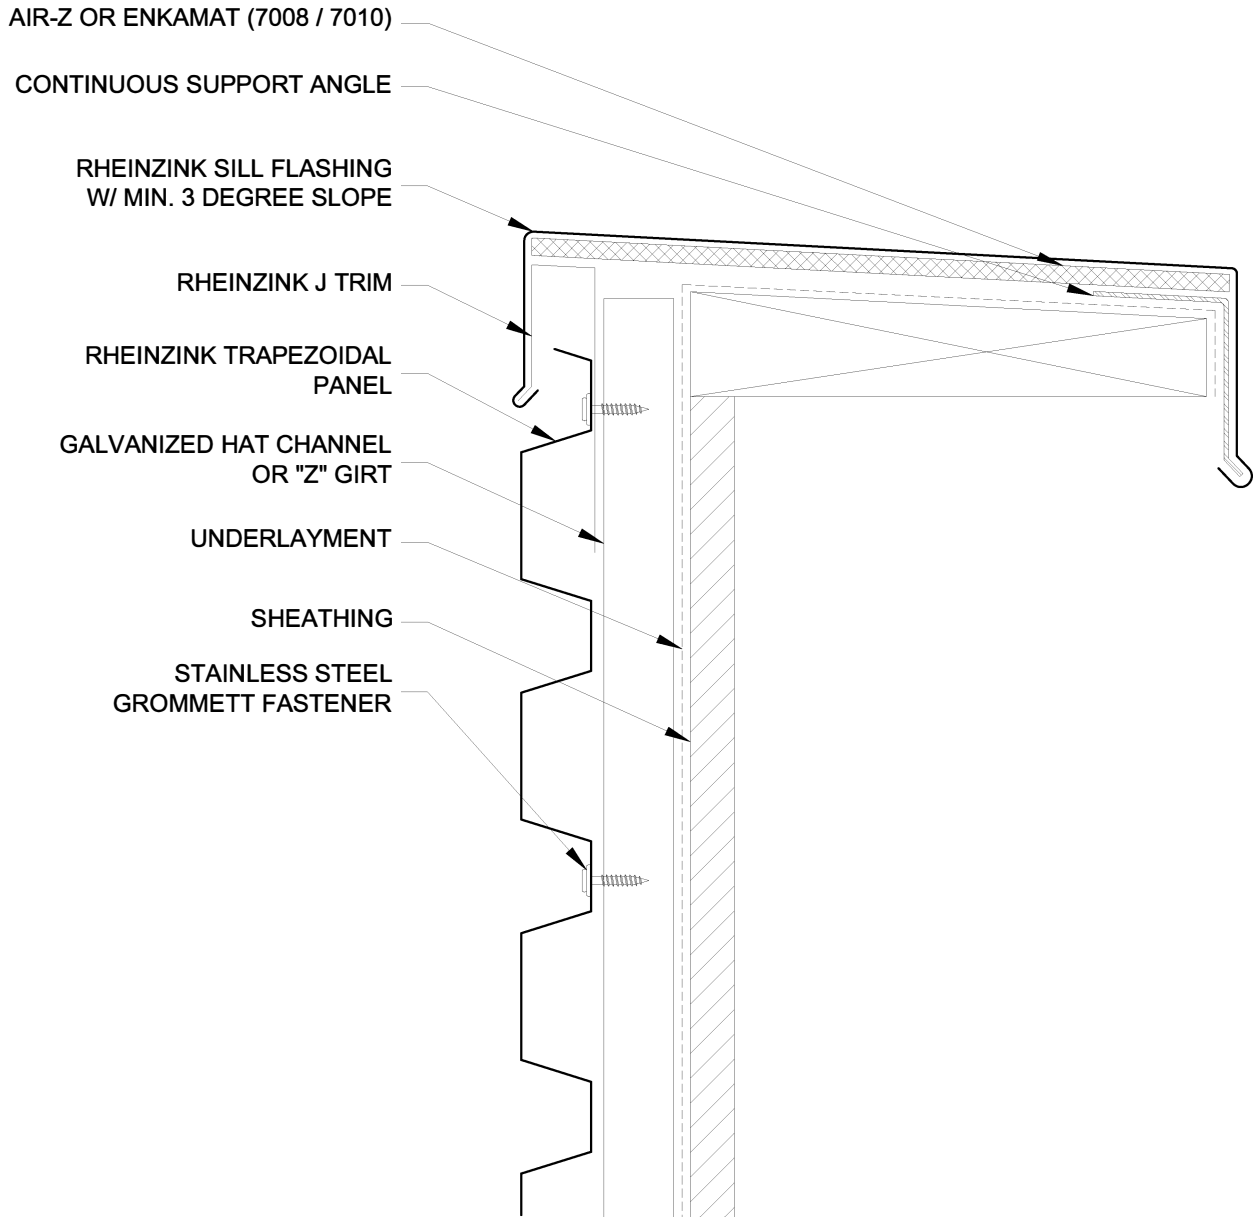 AIR-Z OR ENKAMAT (7008 / 7010)
CONTINUOUS SUPPORT ANGLE
RHEINZINK SILL FLASHING
W/ MIN. 3 DEGREE SLOPE
RHEINZINK J TRIM
RHEINZINK TRAPEZOIDAL
PANEL
GALVANIZED HAT CHANNEL
OR "Z" GIRT
UNDERLAYMENT
SHEATHING
STAINLESS STEEL
GROMMETT FASTENER